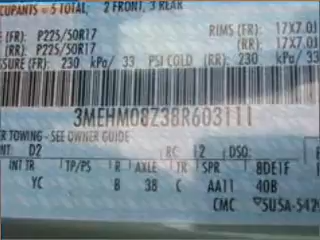 CUPANTS = 5 TOTAL, 2 FRONT, 3 REAR
E (FR): P225/50R17 RIMS (FR): 17X7.0J
(RR): P225/50R17 (RR): 17X7.0J
SSURE (FR): 230 kPa/ 33 PSI COLD (RR): 230 kPa/ 33
3MEHM08Z38R603111
R TOWING - SEE OWNER GUIDE
NT: D2 RC: 12 DSO:
INT TR TP/PS R AXLE TR SPR 8DE1F
YC B 38 C AA11 40B
CMC